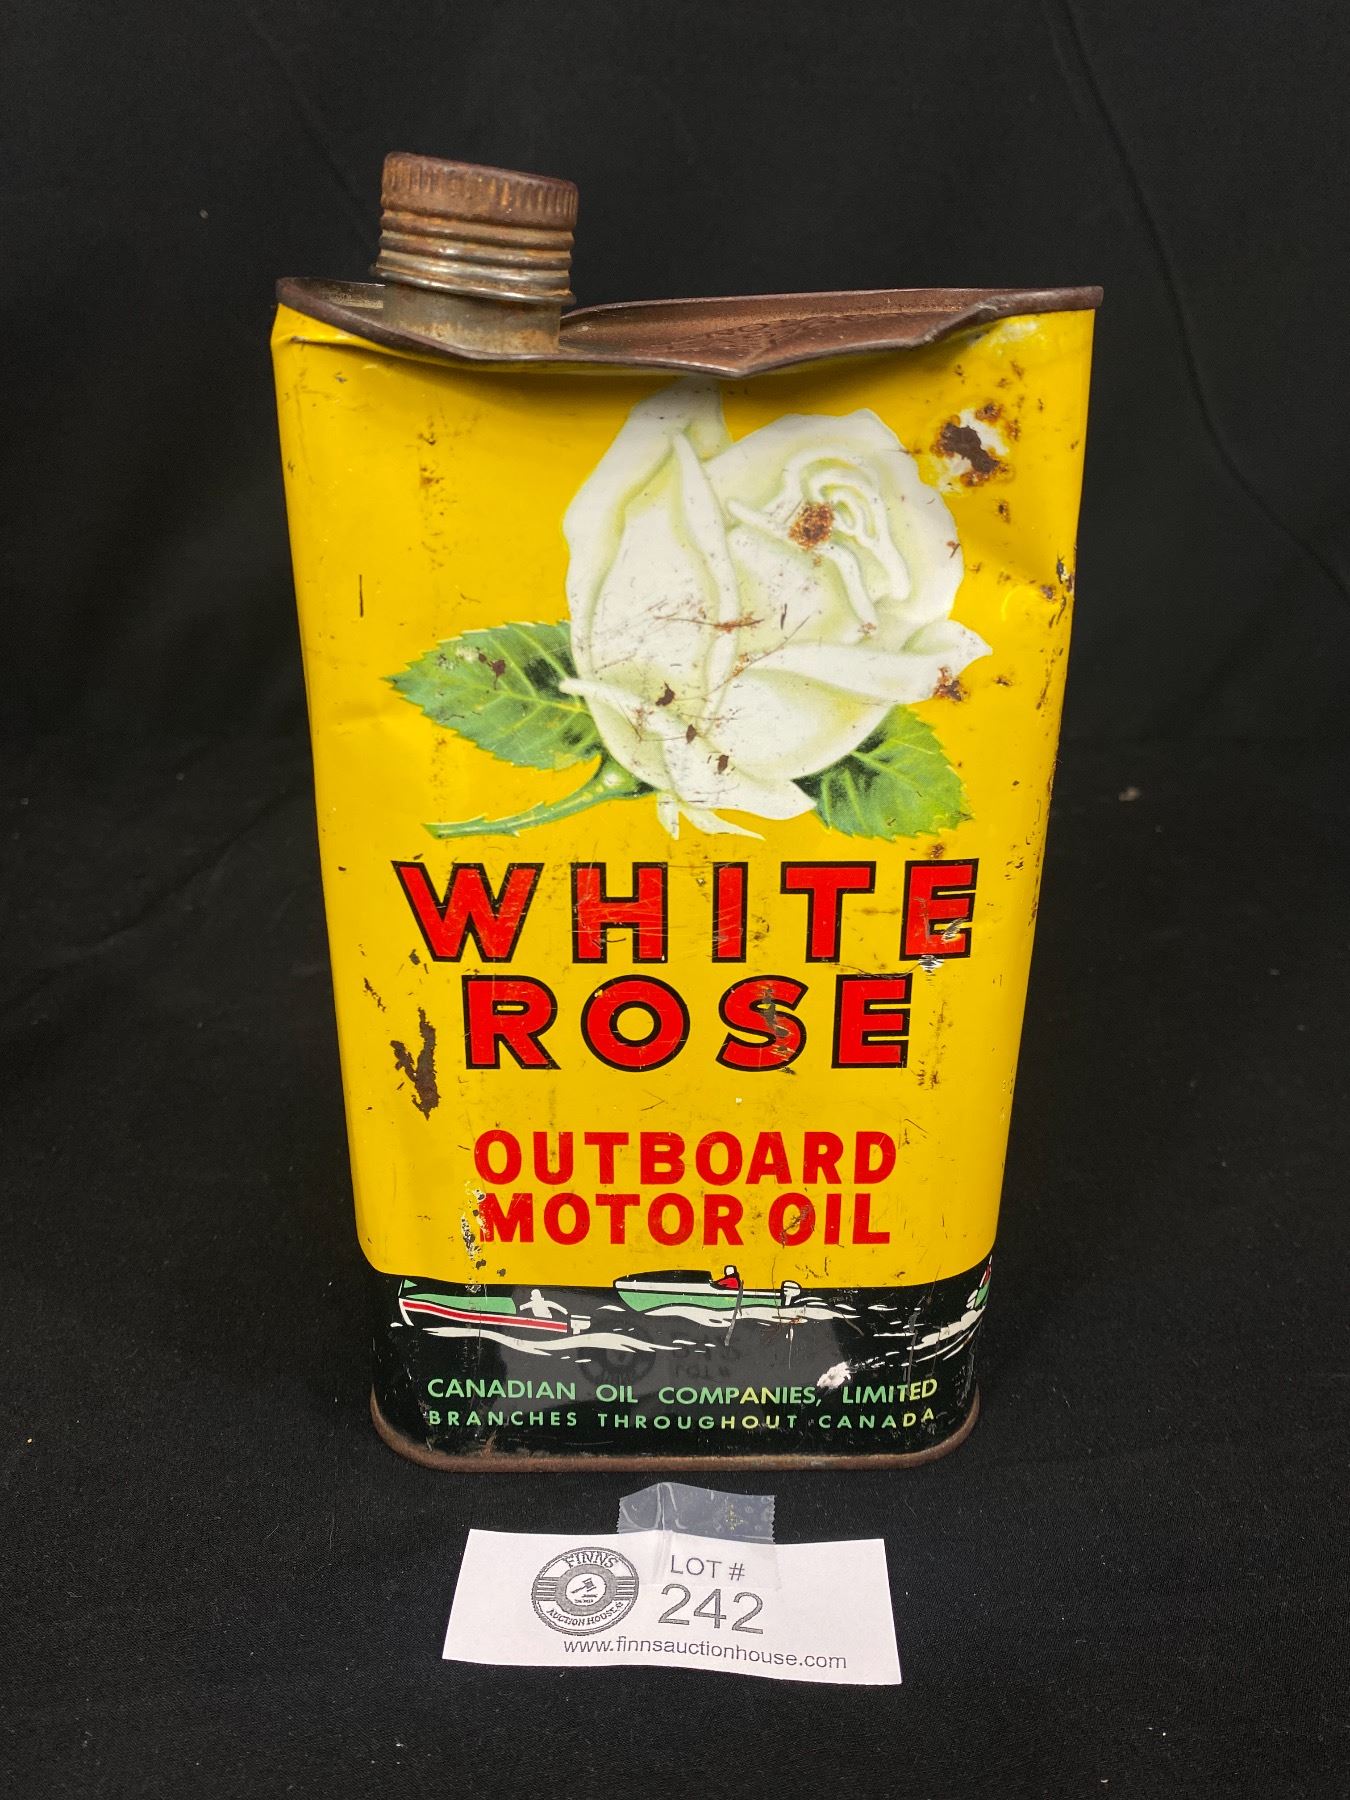 WHITE
ROSE
OUTBOARD
MOTOR OIL
CANADIAN OIL COMPANIES, LIMITED
BRANCHES THROUGHOUT CANADA
FINNS
AUCTION HOUSE
LOT #
242
www.finnsauctionhouse.com